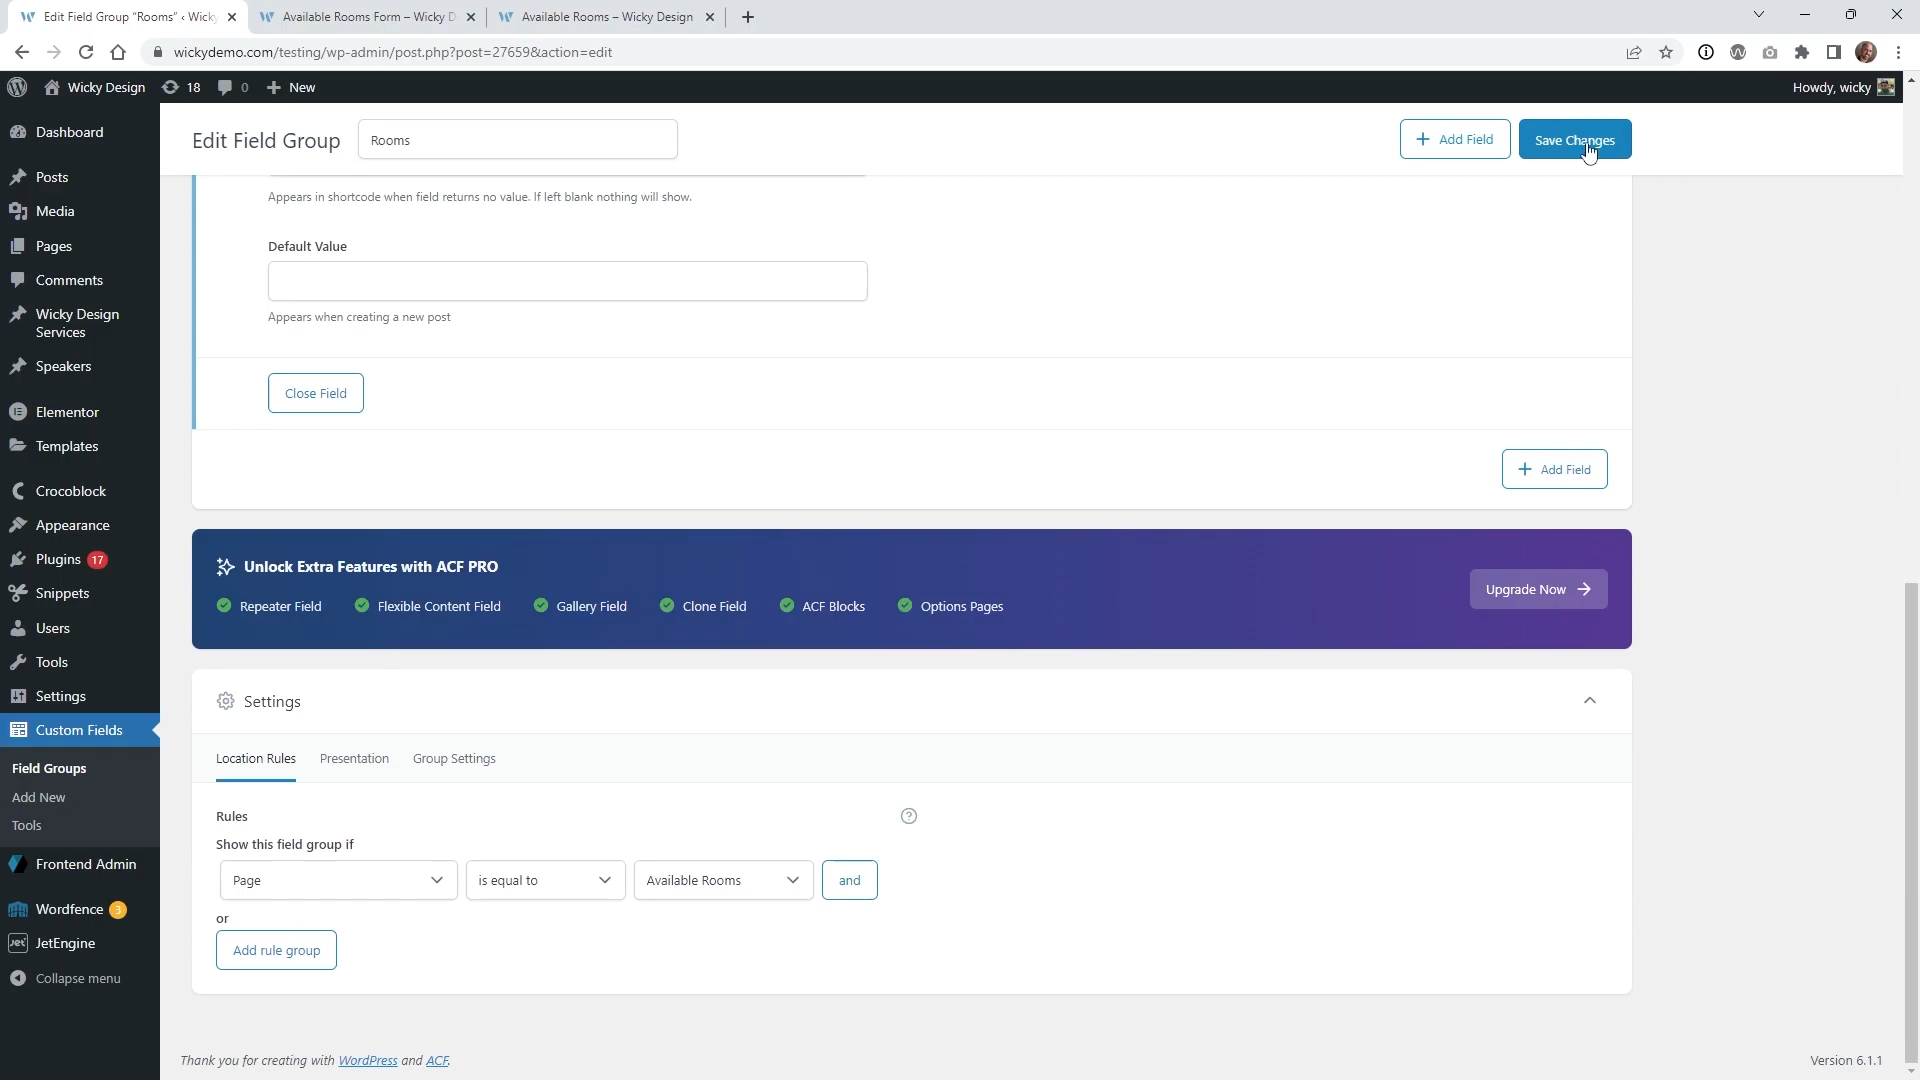 Edit Field Group "Rooms" ‹ Wicky
Available Rooms Form – Wicky D
Available Rooms – Wicky Design
wickydemo.com/testing/wp-admin/post.php?post=27659&action=edit
Wicky Design
18
0
New
Howdy, wicky
Dashboard
Posts
Media
Pages
Comments
Wicky Design
Services
Speakers
Elementor
Templates
Crocoblock
Appearance
Plugins 17
Snippets
Users
Tools
Settings
Custom Fields
Field Groups
Add New
Tools
Frontend Admin
Wordfence 3
JetEngine
Collapse menu
Edit Field Group
Rooms
+ Add Field
Save Changes
Appears in shortcode when field returns no value. If left blank nothing will show.
Default Value
Appears when creating a new post
Close Field
+ Add Field
Unlock Extra Features with ACF PRO
Repeater Field
Flexible Content Field
Gallery Field
Clone Field
ACF Blocks
Options Pages
Upgrade Now
Settings
Location Rules
Presentation
Group Settings
Rules
Show this field group if
Page
is equal to
Available Rooms
and
or
Add rule group
Thank you for creating with WordPress and ACF.
Version 6.1.1